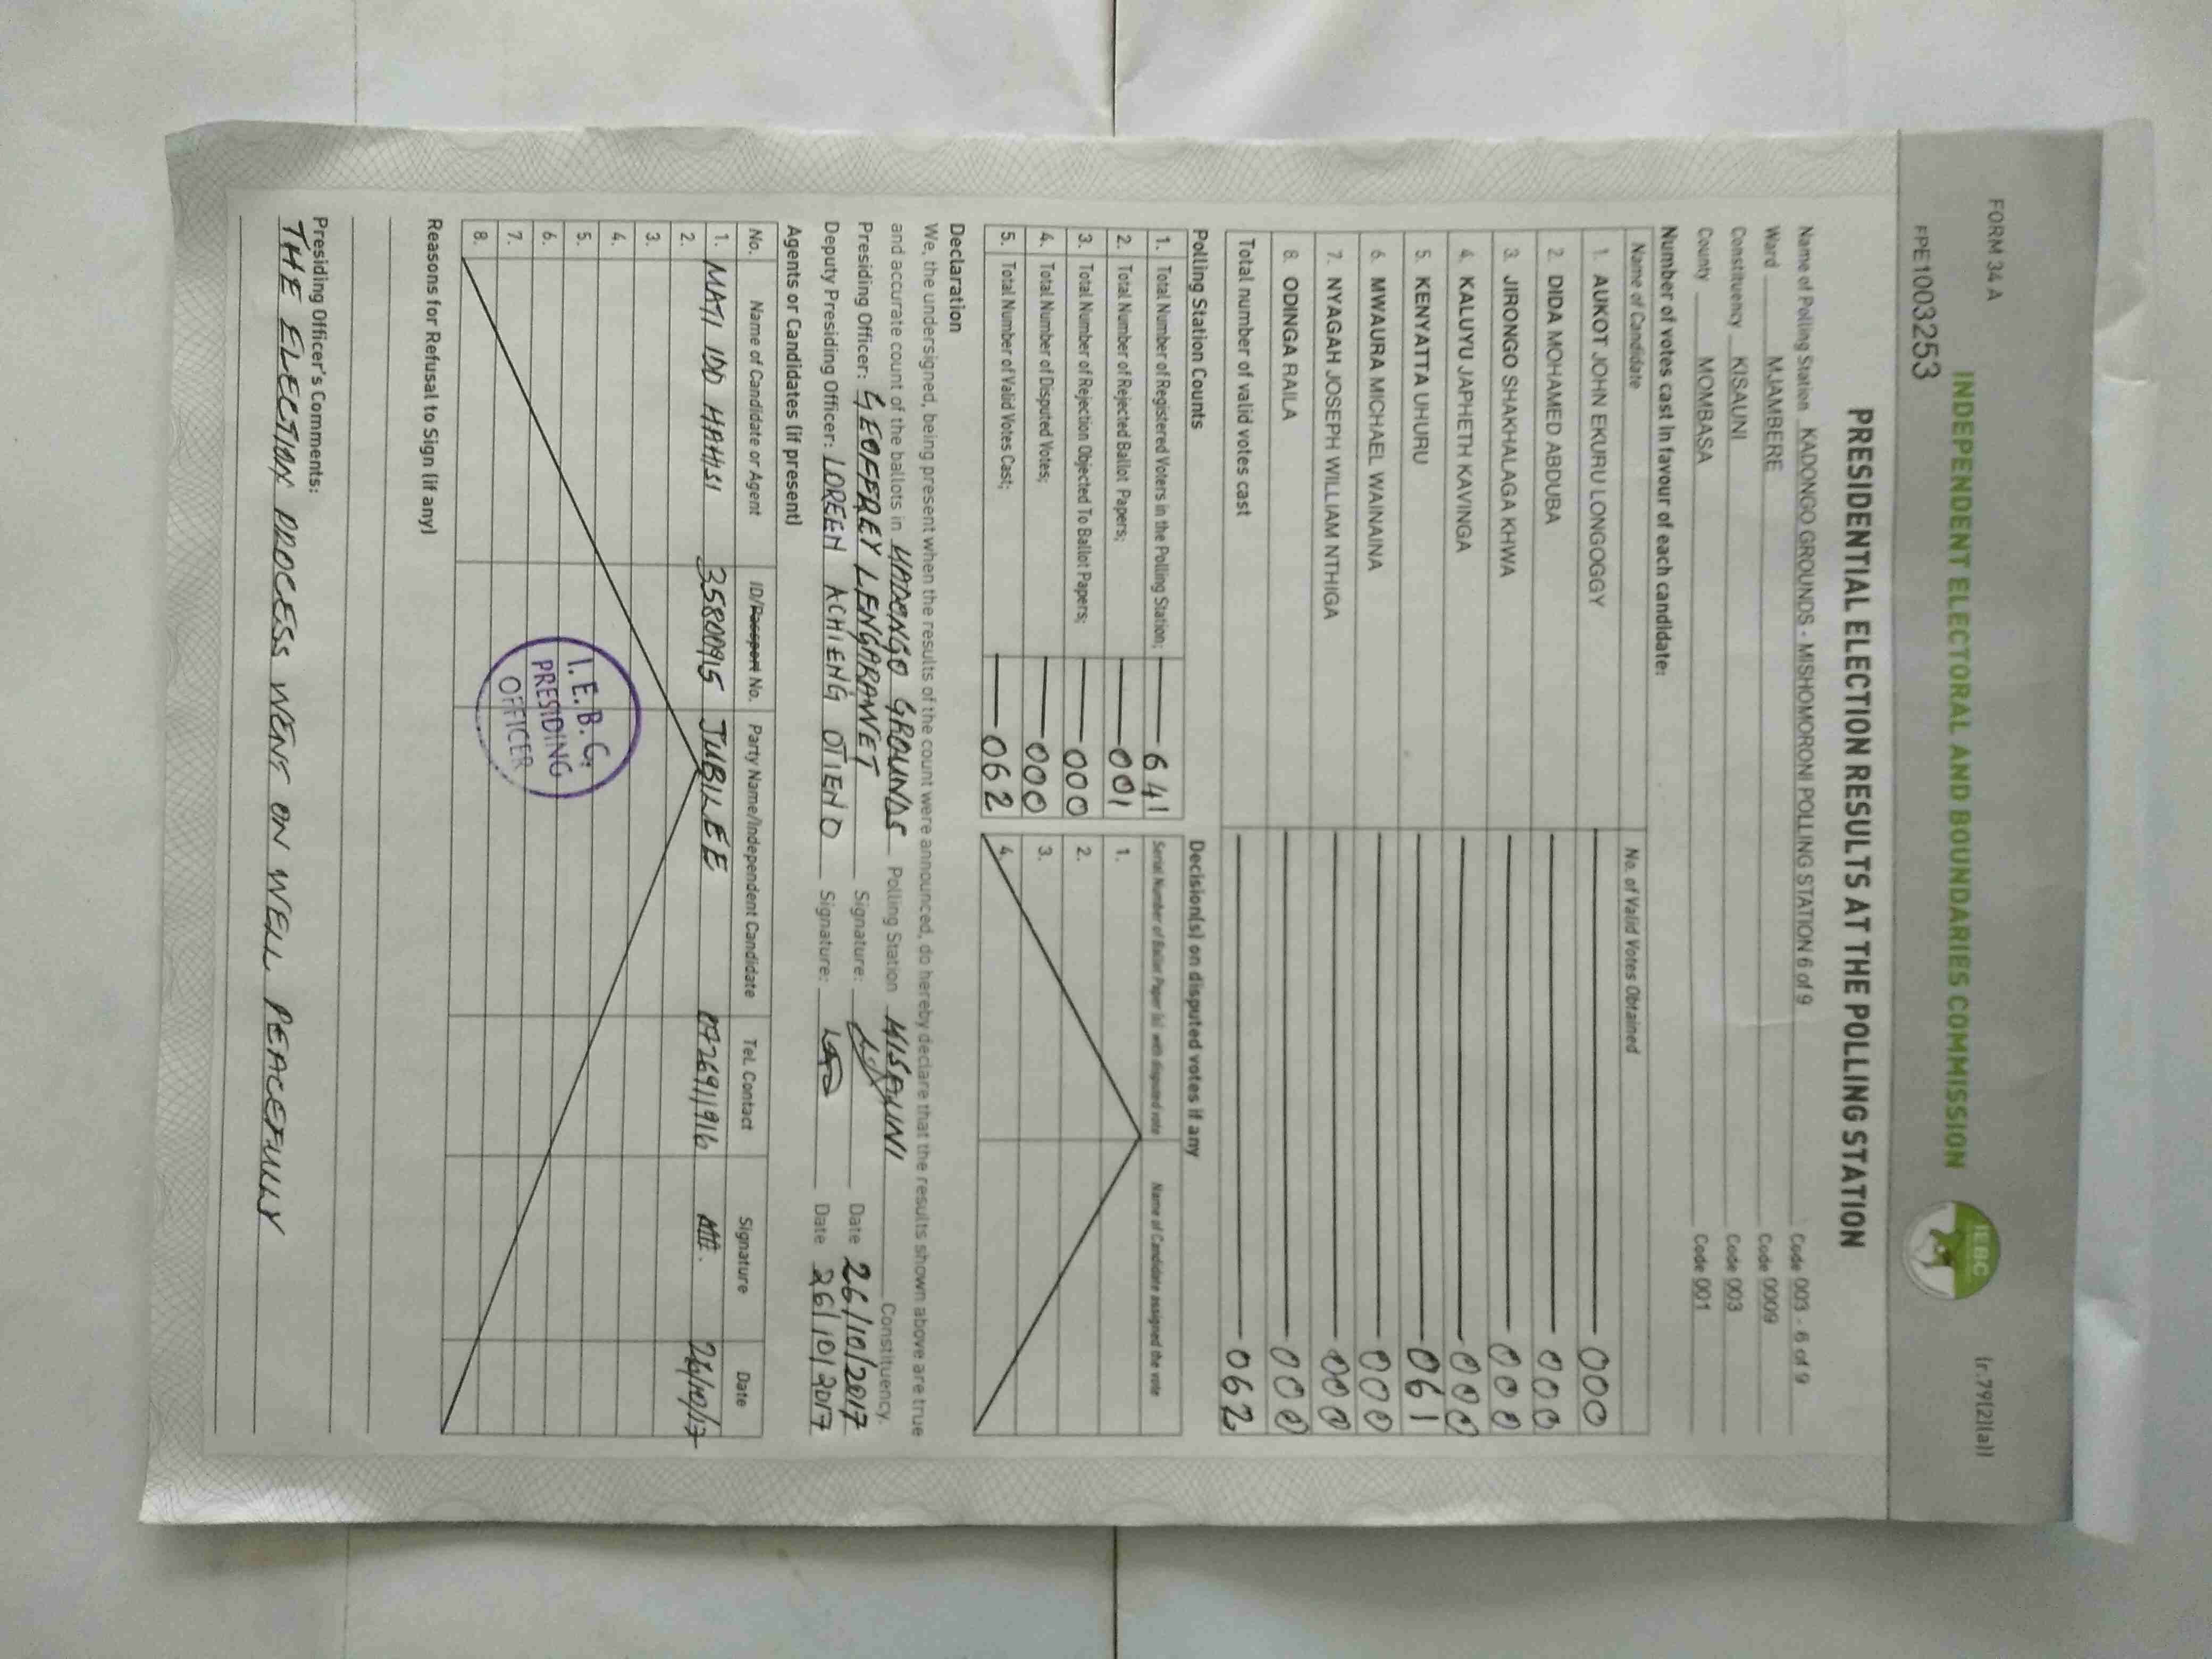 FORM 34 A
(r.79(2)(a))
INDEPENDENT ELECTORAL AND BOUNDARIES COMMISSION
IEBC
FPE1003253
PRESIDENTIAL ELECTION RESULTS AT THE POLLING STATION
Name of Polling Station KADONGO GROUNDS - MISHOMORONI POLLING STATION 6 of 9 Code 003 - 6 of 9
Ward MJAMBERE Code 0009
Constituency KISAUNI Code 003
County MOMBASA Code 001
Number of votes cast in favour of each candidate:
Name of Candidate No. of Valid Votes Obtained
1. AUKOT JOHN EKURU LONGOGGY 000
2. DIDA MOHAMED ABDUBA 000
3. JIRONGO SHAKHALAGA KHWA 000
4. KALUYU JAPHETH KAVINGA 000
5. KENYATTA UHURU 061
6. MWAURA MICHAEL WAINAINA 000
7. NYAGAH JOSEPH WILLIAM NTHIGA 000
8. ODINGA RAILA 000
Total number of valid votes cast 062
Polling Station Counts
1. Total Number of Registered Voters in the Polling Station; 641
2. Total Number of Rejected Ballot Papers; 001
3. Total Number of Rejection Objected To Ballot Papers; 000
4. Total Number of Disputed Votes; 000
5. Total Number of Valid Votes Cast; 062
Decision(s) on disputed votes if any
Serial Number of Ballot Paper (s) with disputed vote Name of Candidate assigned the vote
1.
2.
3.
4.
Declaration
We, the undersigned, being present when the results of the count were announced, do hereby declare that the results shown above are true
and accurate count of the ballots in KADONGO GROUNDS Polling Station KISAUNI Constituency.
Presiding Officer: GEOFFREY LENGARAWET Signature: Date 26/10/2017
Deputy Presiding Officer: LOREEN ACHIENG OTIENO Signature: Date 26/10/2017
Agents or Candidates (if present)
No. Name of Candidate or Agent ID/Passport No. Party Name/Independent Candidate Tel. Contact Signature Date
1. MATI IDD HAMISI 35800915 JUBILEE 0726911916 26/10/17
2.
3.
4.
5.
6.
7.
8.
I.E.B.C.
PRESIDING
OFFICER
Reasons for Refusal to Sign (if any)
Presiding Officer's Comments:
THE ELECTION PROCESS WENT ON WELL PEACEFULLY